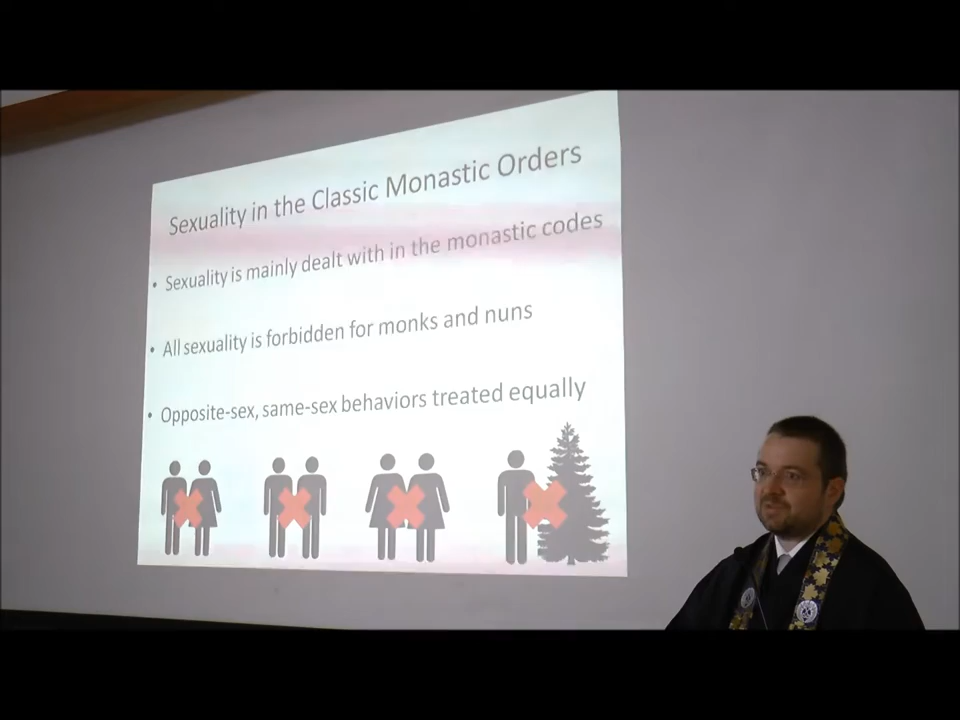 Sexuality in the Classic Monastic Orders
• Sexuality is mainly dealt with in the monastic codes
• All sexuality is forbidden for monks and nuns
• Opposite-sex, same-sex behaviors treated equally